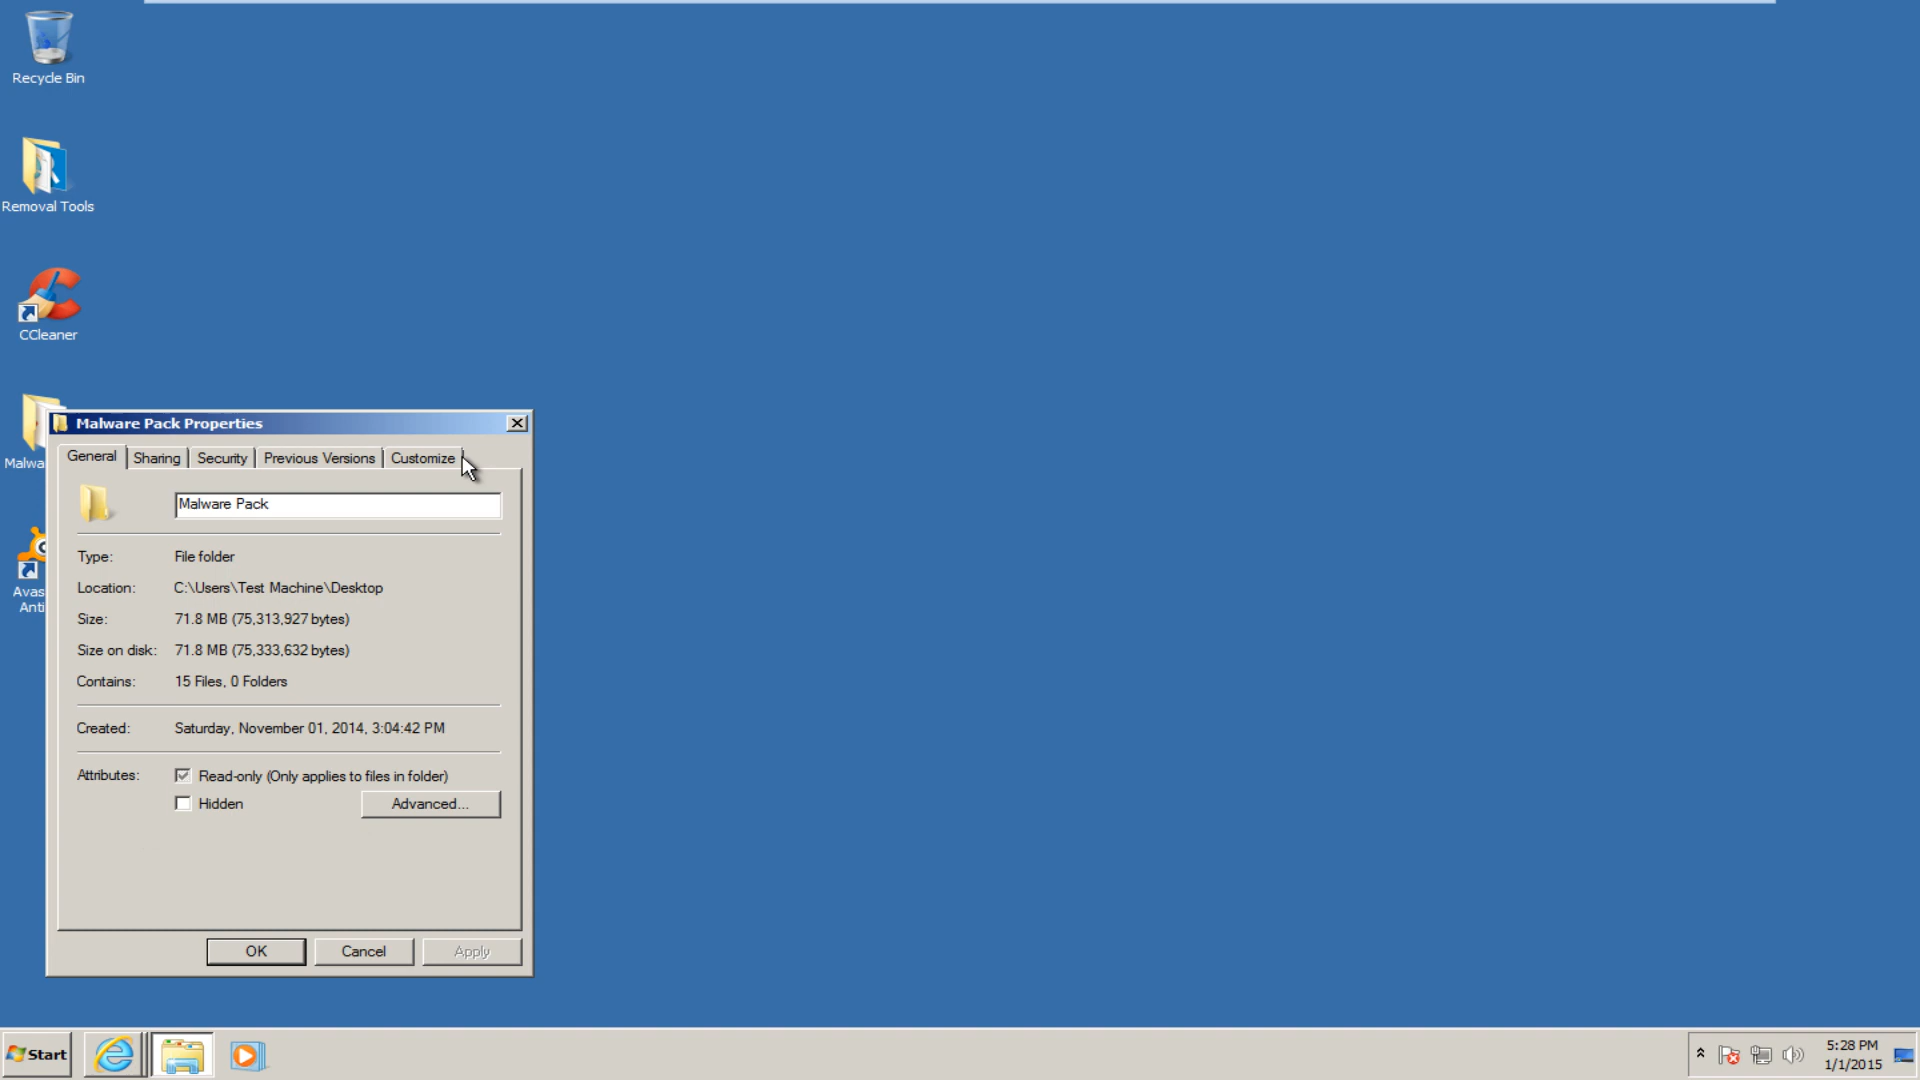 Recycle Bin
Removal Tools
CCleaner
Malwa
Avas
Anti
Malware Pack Properties
General Sharing Security Previous Versions Customize
Malware Pack
Type: File folder
Location: C:\Users\Test Machine\Desktop
Size: 71.8 MB (75,313,927 bytes)
Size on disk: 71.8 MB (75,333,632 bytes)
Contains: 15 Files, 0 Folders
Created: Saturday, November 01, 2014, 3:04:42 PM
Attributes: Read-only (Only applies to files in folder)
Hidden Advanced...
OK Cancel Apply
Start
5:28 PM
1/1/2015